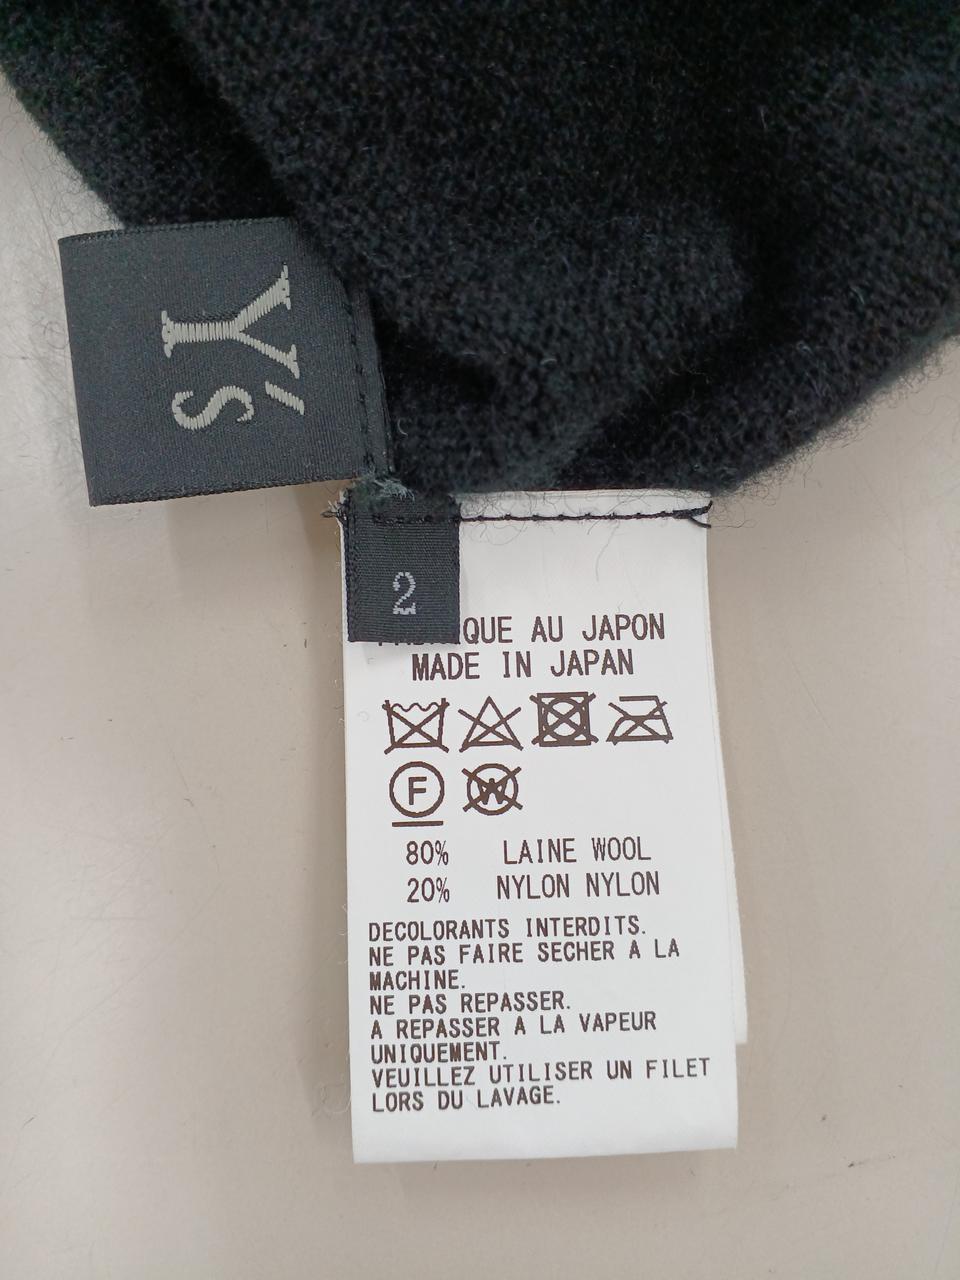 Y's
2
QUE AU JAPON
MADE IN JAPAN
F
W
80% LAINE WOOL
20% NYLON NYLON
DECOLORANTS INTERDITS.
NE PAS FAIRE SECHER A LA
MACHINE.
NE PAS REPASSER.
A REPASSER A LA VAPEUR
UNIQUEMENT.
VEUILLEZ UTILISER UN FILET
LORS DU LAVAGE.